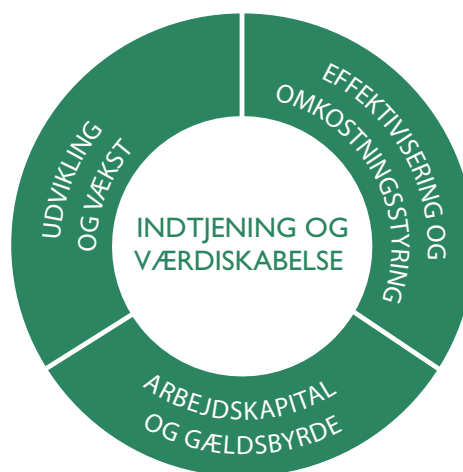 UDVIKLING
OG VÆKST
EFFEKTIVISERING OG
OMKOSTNINGSSTYRING
INDTJENING OG
VÆRDISKABELSE
ARBEJDSKAPITAL
OG GÆLDSBYRDE